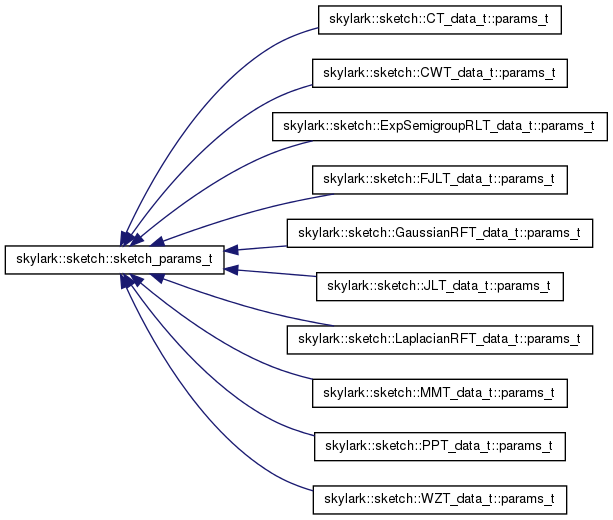 skylark::sketch::CT_data_t::params_t
skylark::sketch::CWT_data_t::params_t
skylark::sketch::ExpSemigroupRLT_data_t::params_t
skylark::sketch::FJLT_data_t::params_t
skylark::sketch::GaussianRFT_data_t::params_t
skylark::sketch::sketch_params_t
skylark::sketch::JLT_data_t::params_t
skylark::sketch::LaplacianRFT_data_t::params_t
skylark::sketch::MMT_data_t::params_t
skylark::sketch::PPT_data_t::params_t
skylark::sketch::WZT_data_t::params_t